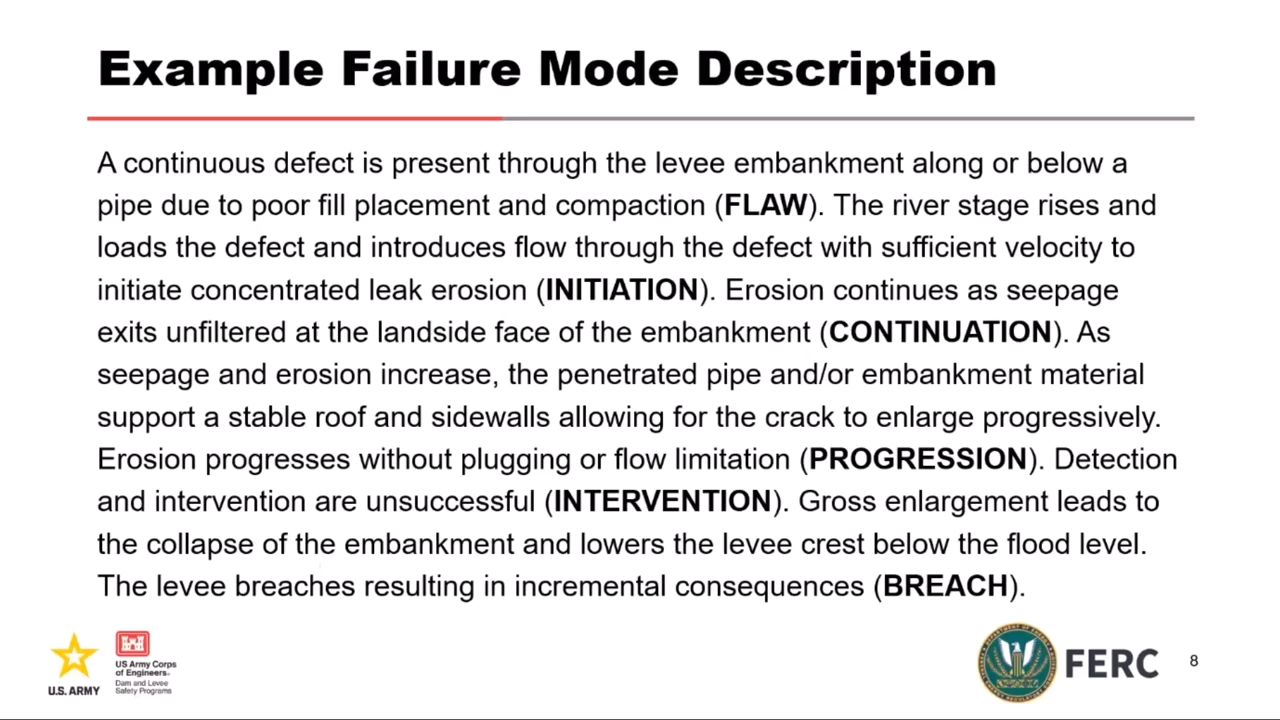 Example Failure Mode Description
A continuous defect is present through the levee embankment along or below a
pipe due to poor fill placement and compaction (FLAW). The river stage rises and
loads the defect and introduces flow through the defect with sufficient velocity to
initiate concentrated leak erosion (INITIATION). Erosion continues as seepage
exits unfiltered at the landside face of the embankment (CONTINUATION). As
seepage and erosion increase, the penetrated pipe and/or embankment material
support a stable roof and sidewalls allowing for the crack to enlarge progressively.
Erosion progresses without plugging or flow limitation (PROGRESSION). Detection
and intervention are unsuccessful (INTERVENTION). Gross enlargement leads to
the collapse of the embankment and lowers the levee crest below the flood level.
The levee breaches resulting in incremental consequences (BREACH).
U.S. ARMY
US Army Corps
of Engineers®
Dam and Levee
Safety Programs
FERC
8